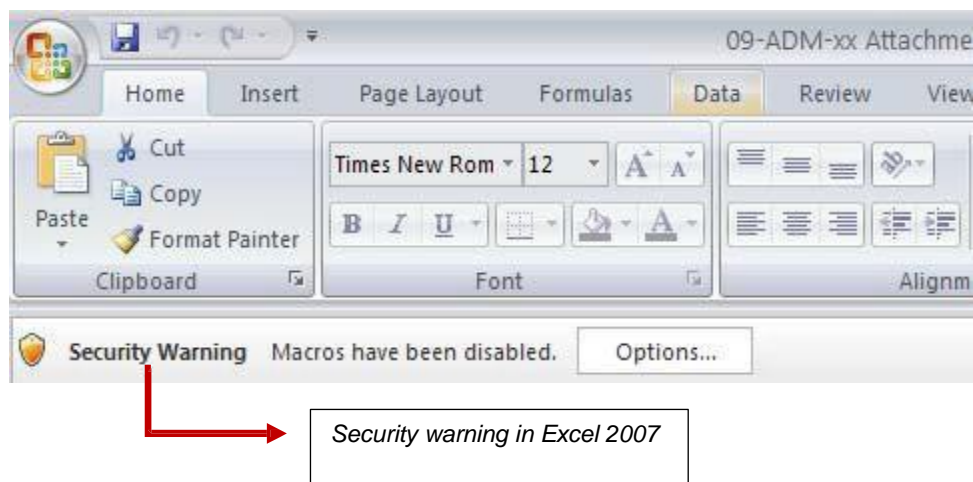 09-ADM-xx Attachme
Home Insert Page Layout Formulas Data Review View
Cut
Times New Rom 12 A A
Copy
Paste
Format Painter
B I U A
Clipboard Font Alignm
Security Warning Macros have been disabled. Options...
Security warning in Excel 2007